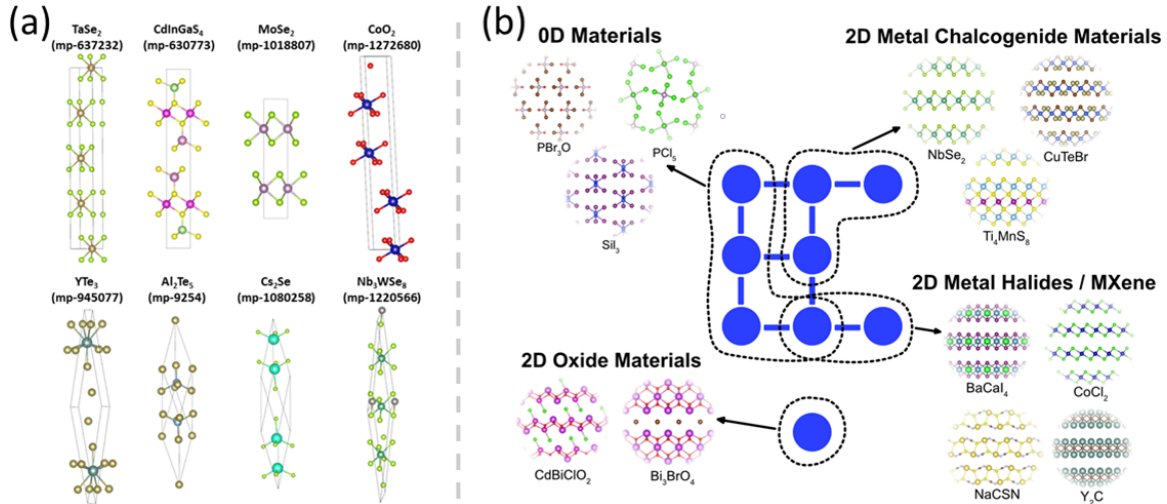 (a)
TaSe₂
(mp-637232)
CdInGaS₄
(mp-630773)
MoSe₂
(mp-1018807)
CoO₂
(mp-1272680)
YTe₃
(mp-945077)
Al₂Te₅
(mp-9254)
Cs₂Se
(mp-1080258)
Nb₃WSe₈
(mp-1220566)
(b)
0D Materials
PBr₃O
PCl₅
SiI₃
2D Metal Chalcogenide Materials
NbSe₂
CuTeBr
Ti₄MnS₈
2D Metal Halides / MXene
BaCaI₄
CoCl₂
NaCSN
Y₂C
2D Oxide Materials
CdBiClO₂
Bi₃BrO₄